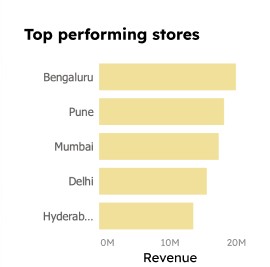 Top performing stores
Bengaluru
Pune
Mumbai
Delhi
Hyderab...
0M 10M 20M
Revenue